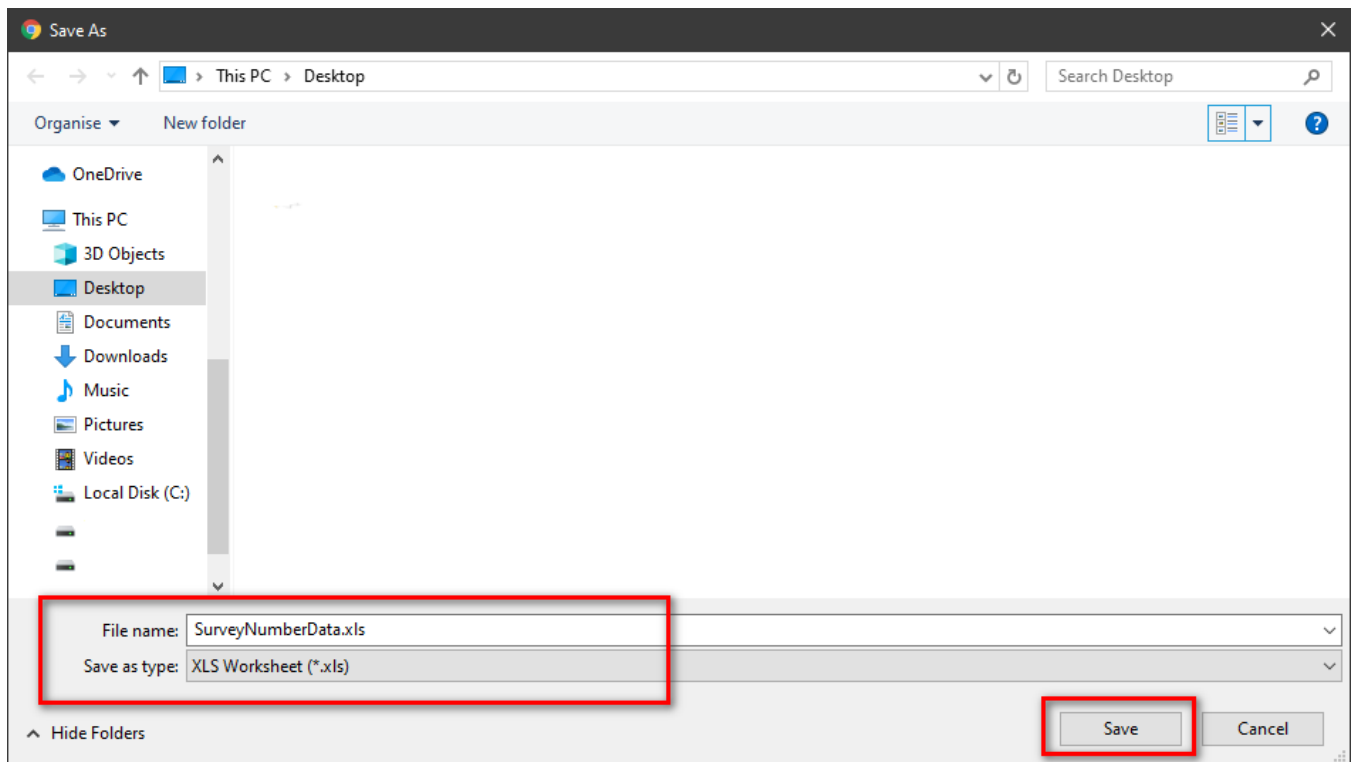 Save As
This PC > Desktop
Search Desktop
Organise
New folder
OneDrive
This PC
3D Objects
Desktop
Documents
Downloads
Music
Pictures
Videos
Local Disk (C:)
File name: SurveyNumberData.xls
Save as type: XLS Worksheet (*.xls)
Hide Folders
Save
Cancel